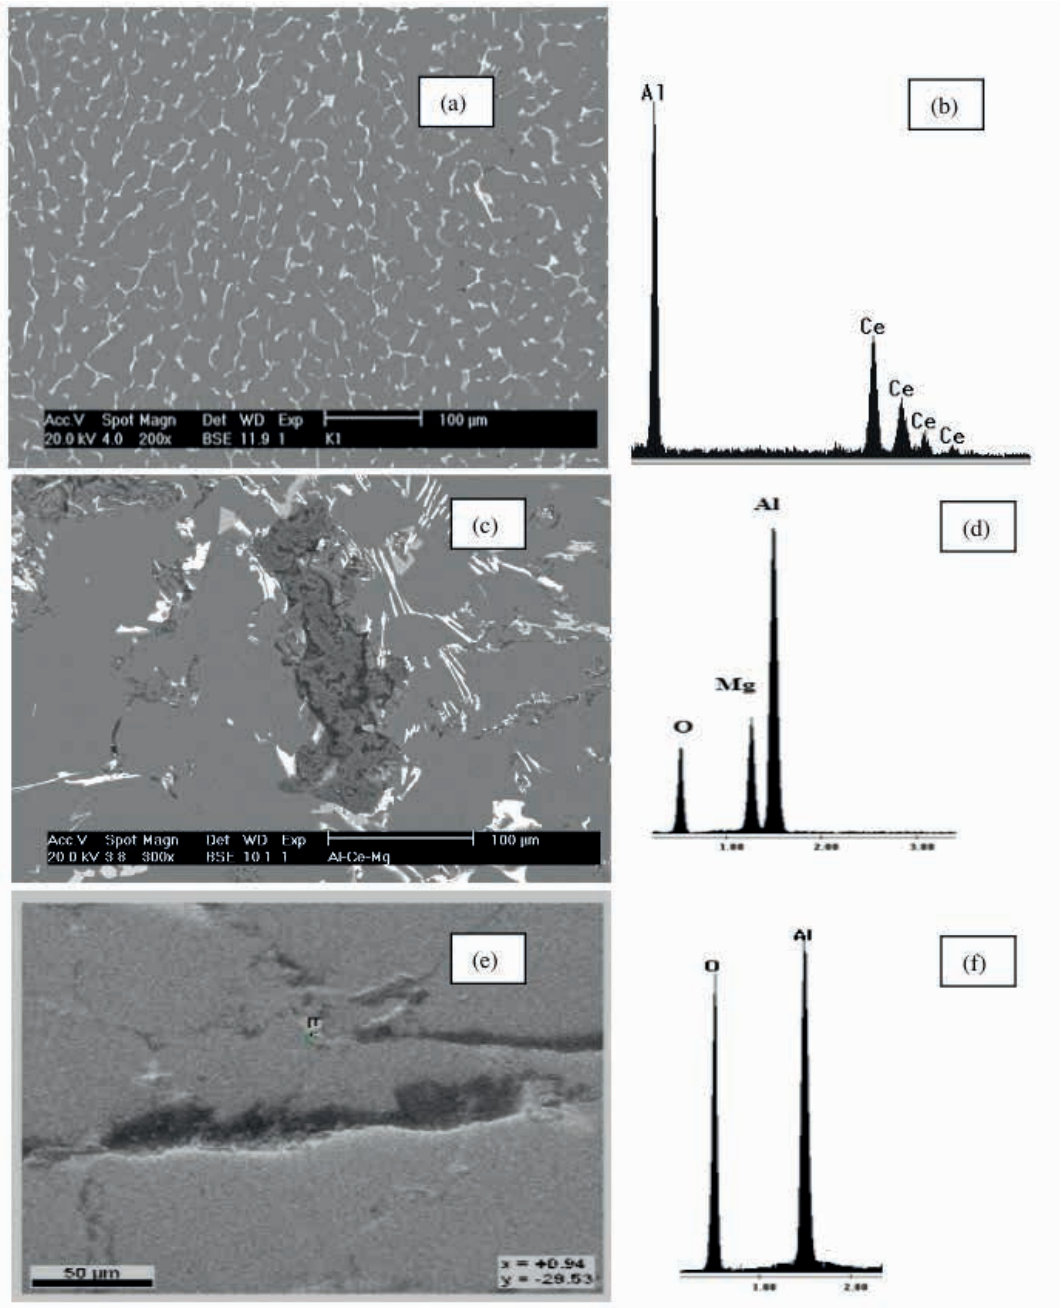 (a)
Acc.V Spot Magn Det WD Exp 100 µm
20.0 kV 4.0 200x BSE 11.9 1 K1
(b)
Al
Ce
Ce
Ce
Ce
(c)
Acc.V Spot Magn Det WD Exp 100 µm
20.0 kV 3.8 300x BSE 10.1 1 Al-Ce-Mg
(d)
Al
Mg
O
1.00 2.00 3.00
(e)
50 µm
x = +0.94
y = -29.53
(f)
Al
O
1.00 2.00